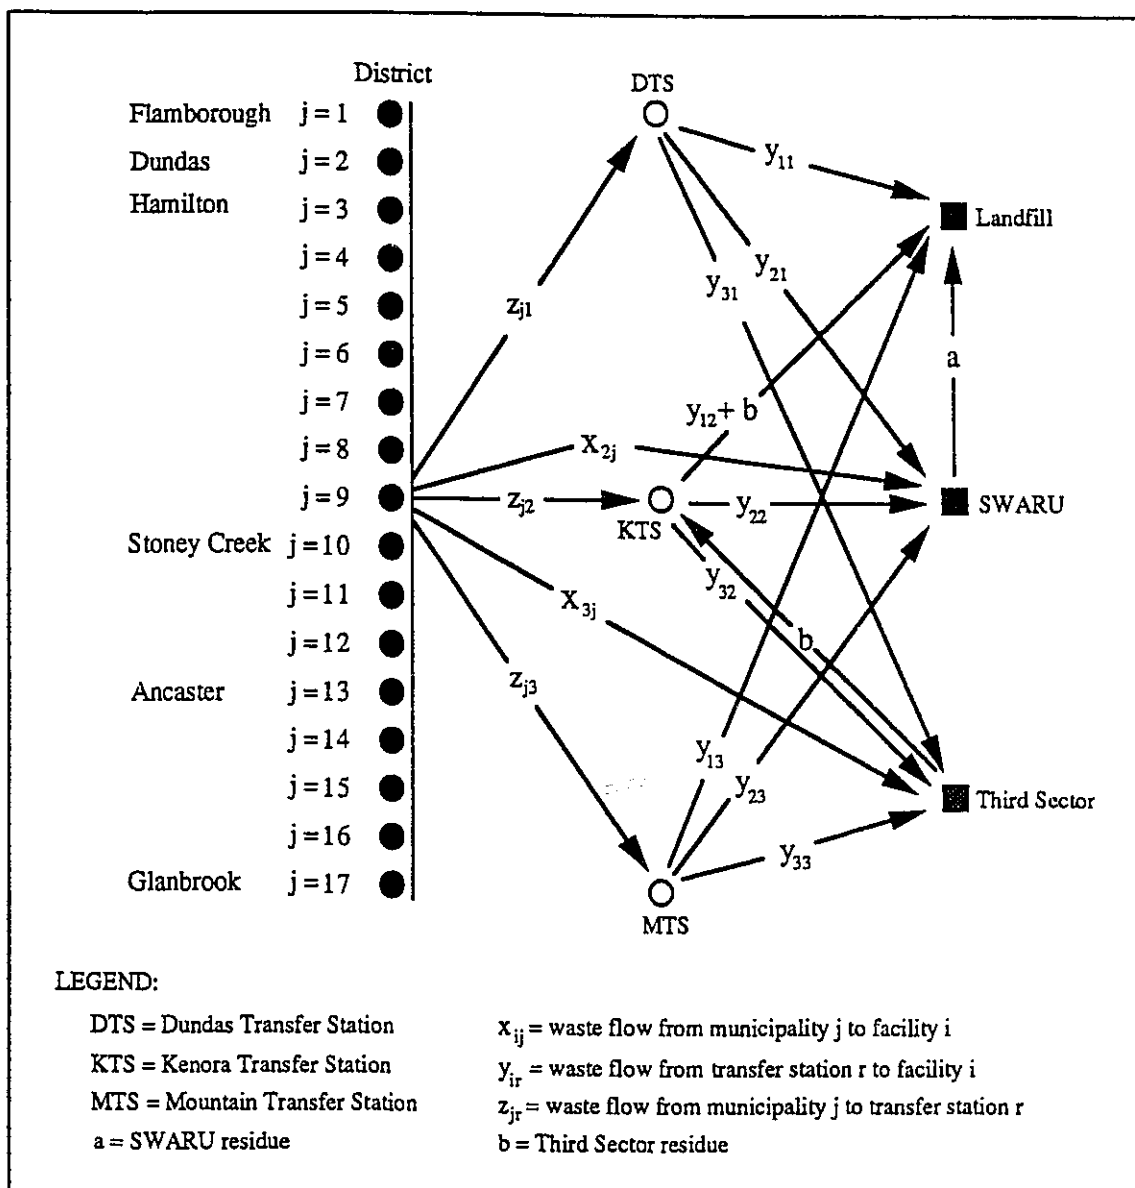 District
DTS
Flamborough j = 1
Dundas j = 2
Hamilton j = 3
j = 4
j = 5
j = 6
j = 7
j = 8
j = 9
Stoney Creek j = 10
j = 11
j = 12
Ancaster j = 13
j = 14
j = 15
j = 16
Glanbrook j = 17
y11
Landfill
y21
y31
zj1
a
y12 + b
x2j
zj2
y22
SWARU
KTS
y32
x3j
b
zj3
y13
y23
Third Sector
y33
MTS
LEGEND:
DTS = Dundas Transfer Station
KTS = Kenora Transfer Station
MTS = Mountain Transfer Station
a = SWARU residue
xij = waste flow from municipality j to facility i
yir = waste flow from transfer station r to facility i
zjr = waste flow from municipality j to transfer station r
b = Third Sector residue